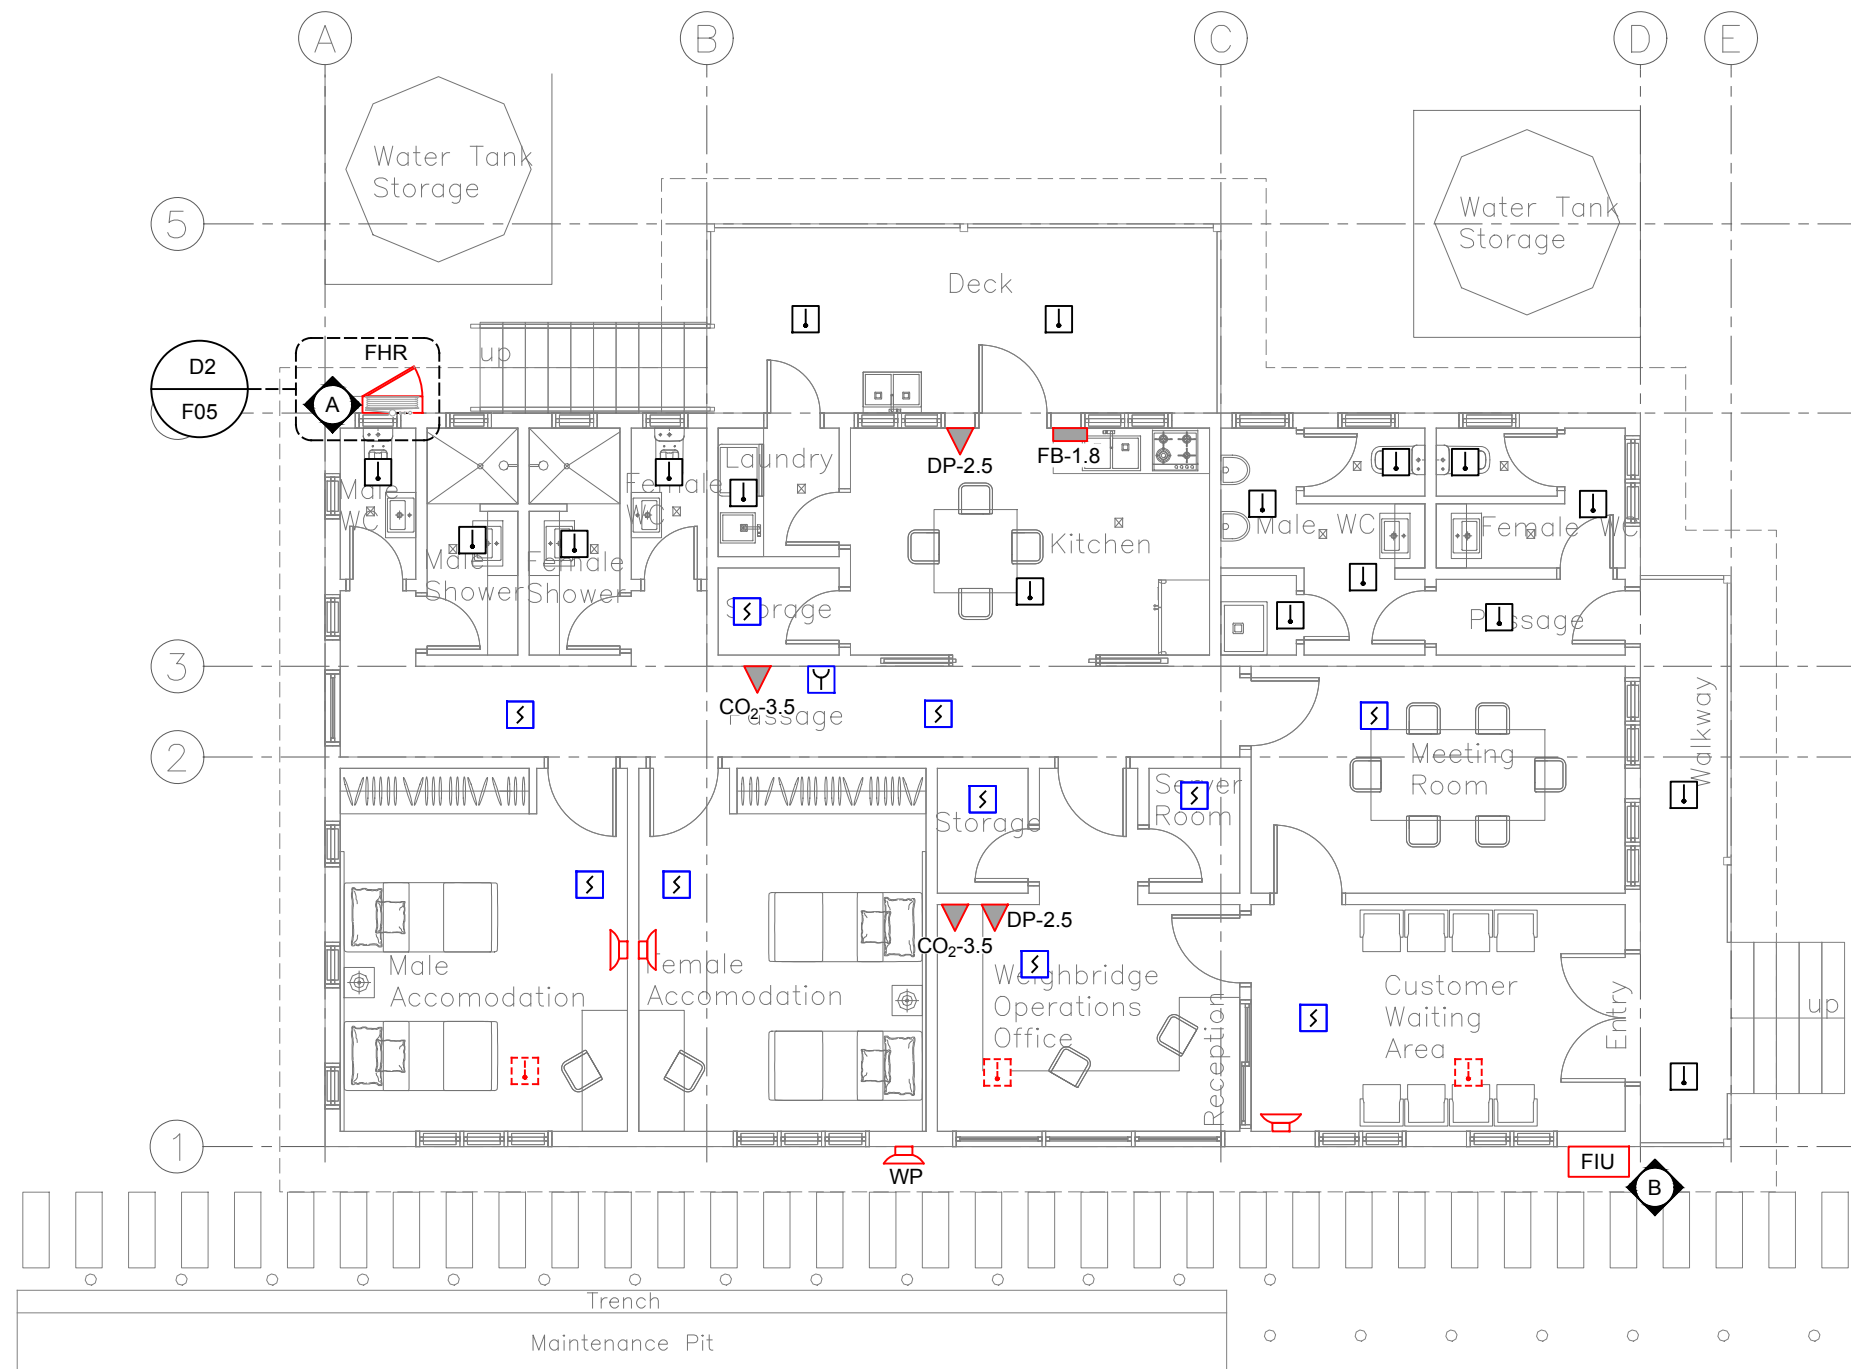 A
B
C
D
E
Water Tank
Storage
Water Tank
Storage
5
Deck
D2
F05
FHR
A
up
DP-2.5
FB-1.8
Laundry
Male
WC
Female
WC
Male
Shower
Female
Shower
Storage
Kitchen
Male WC
Female WC
Passage
3
CO2-3.5
Passage
2
Meeting
Room
Walkway
Server
Room
Storage
CO2-3.5
DP-2.5
Male
Accomodation
Female
Accomodation
Weighbridge
Operations
Office
Reception
Customer
Waiting
Area
Entry
up
1
WP
FIU
B
Trench
Maintenance Pit